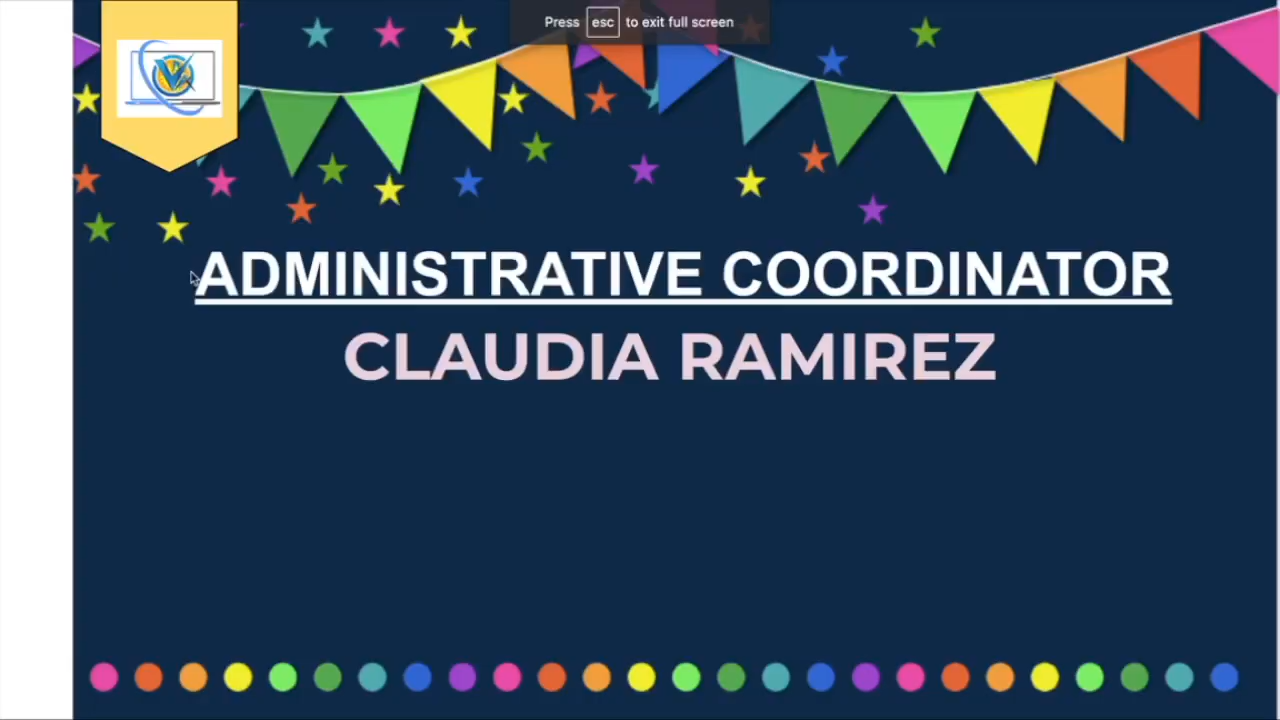 Press esc to exit full screen
ADMINISTRATIVE COORDINATOR
CLAUDIA RAMIREZ